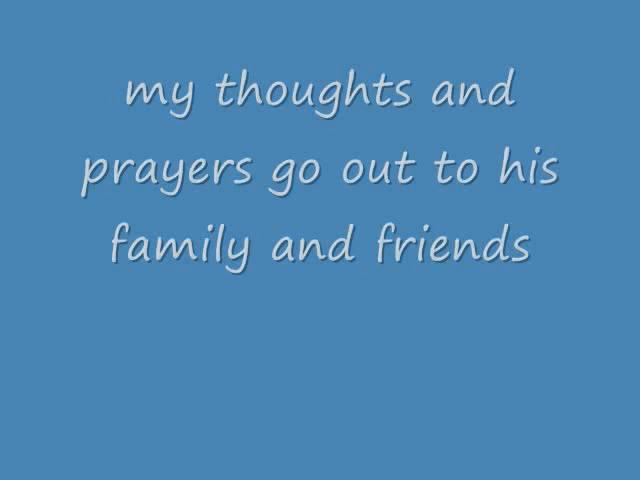 my thoughts and
prayers go out to his
family and friends